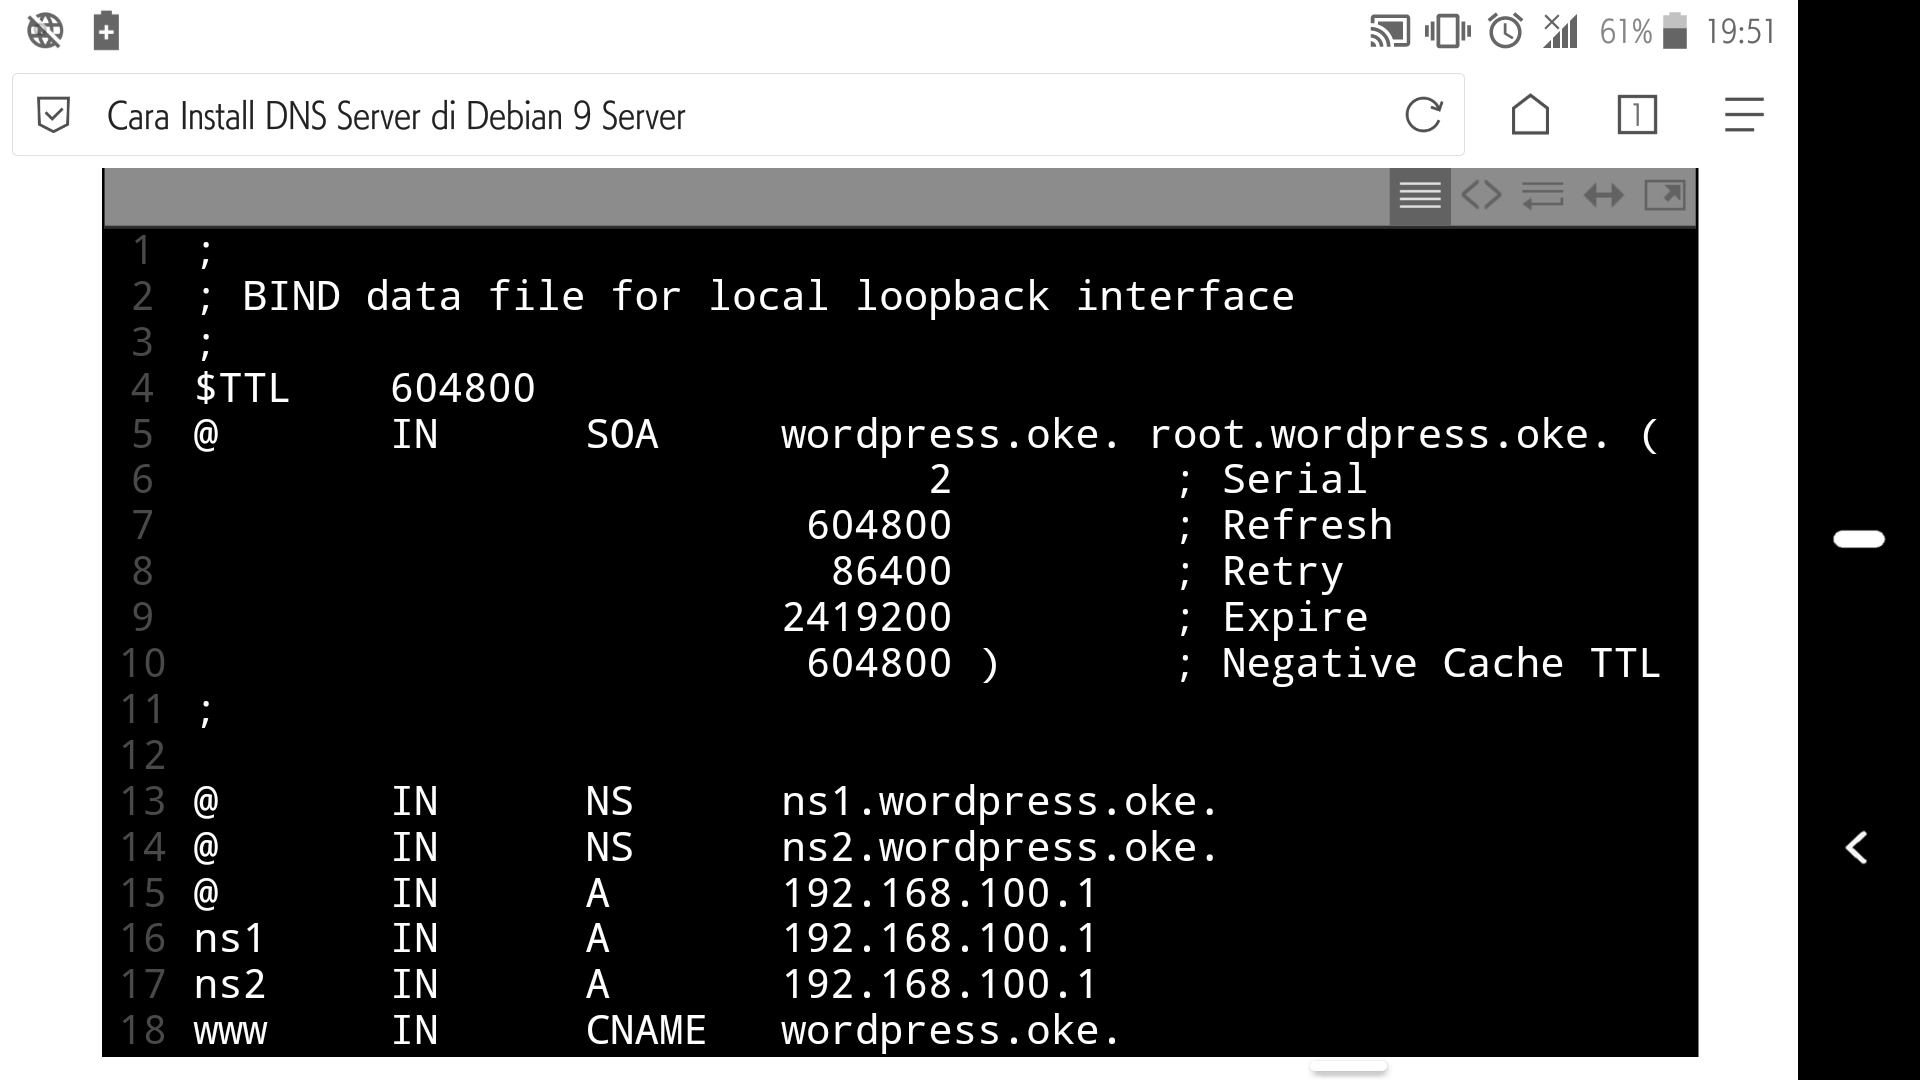 61% 19:51
Cara Install DNS Server di Debian 9 Server
1
1 ;
2 ; BIND data file for local loopback interface
3 ;
4 $TTL 604800
5 @ IN SOA wordpress.oke. root.wordpress.oke. (
6 2 ; Serial
7 604800 ; Refresh
8 86400 ; Retry
9 2419200 ; Expire
10 604800 ) ; Negative Cache TTL
11 ;
12
13 @ IN NS ns1.wordpress.oke.
14 @ IN NS ns2.wordpress.oke.
15 @ IN A 192.168.100.1
16 ns1 IN A 192.168.100.1
17 ns2 IN A 192.168.100.1
18 www IN CNAME wordpress.oke.